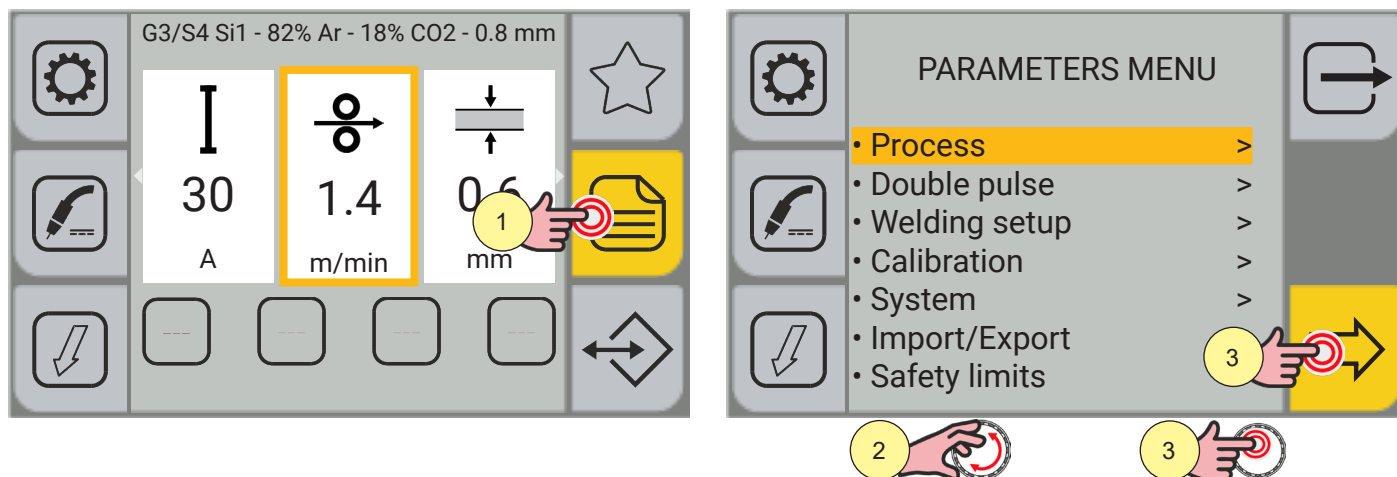 G3/S4 Si1 - 82% Ar - 18% CO2 - 0.8 mm
30
A
1.4
m/min
0.6
mm
1
--- --- --- ---
PARAMETERS MENU
• Process >
• Double pulse >
• Welding setup >
• Calibration >
• System >
• Import/Export
• Safety limits
3
2
3